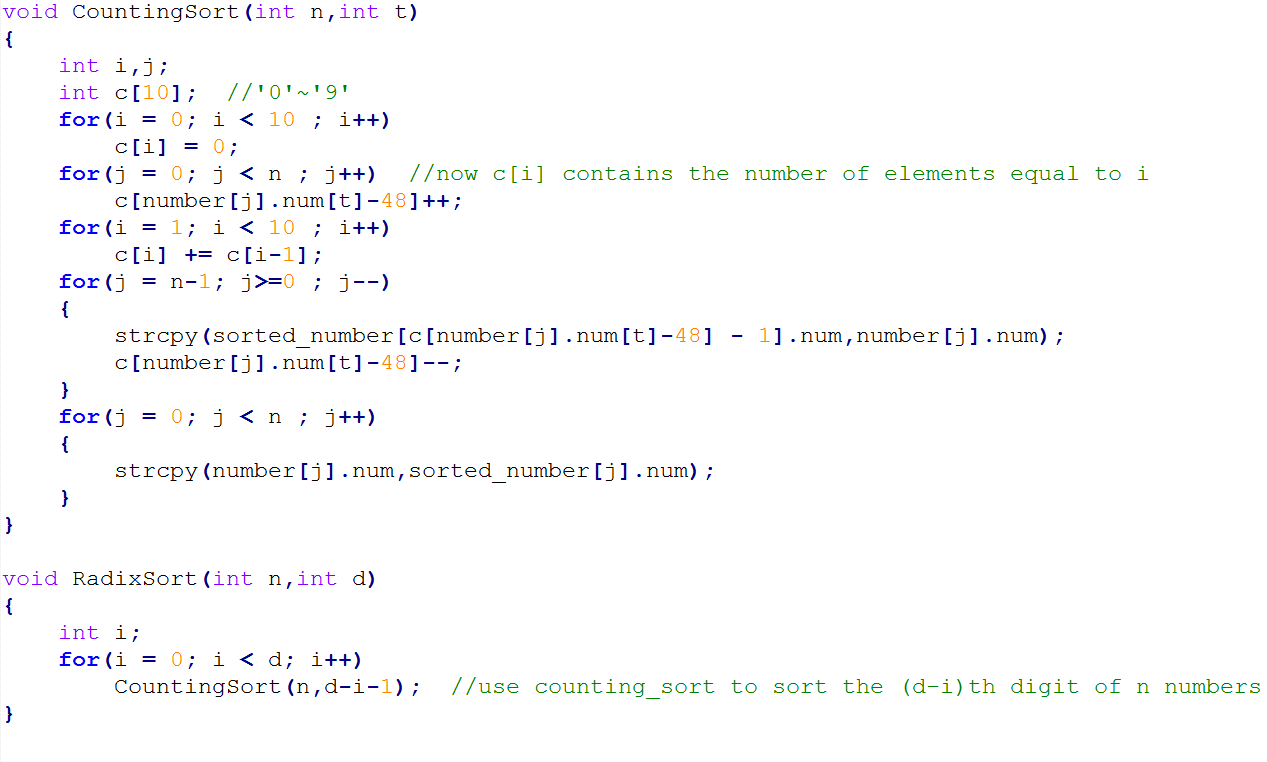 void CountingSort(int n,int t)
{
    int i,j;
    int c[10];  //'0'~'9'
    for(i = 0; i < 10 ; i++)
        c[i] = 0;
    for(j = 0; j < n ; j++)  //now c[i] contains the number of elements equal to i
        c[number[j].num[t]-48]++;
    for(i = 1; i < 10 ; i++)
        c[i] += c[i-1];
    for(j = n-1; j>=0 ; j--)
    {
        strcpy(sorted_number[c[number[j].num[t]-48] - 1].num,number[j].num);
        c[number[j].num[t]-48]--;
    }
    for(j = 0; j < n ; j++)
    {
        strcpy(number[j].num,sorted_number[j].num);
    }
}

void RadixSort(int n,int d)
{
    int i;
    for(i = 0; i < d; i++)
        CountingSort(n,d-i-1);  //use counting_sort to sort the (d-i)th digit of n numbers
}